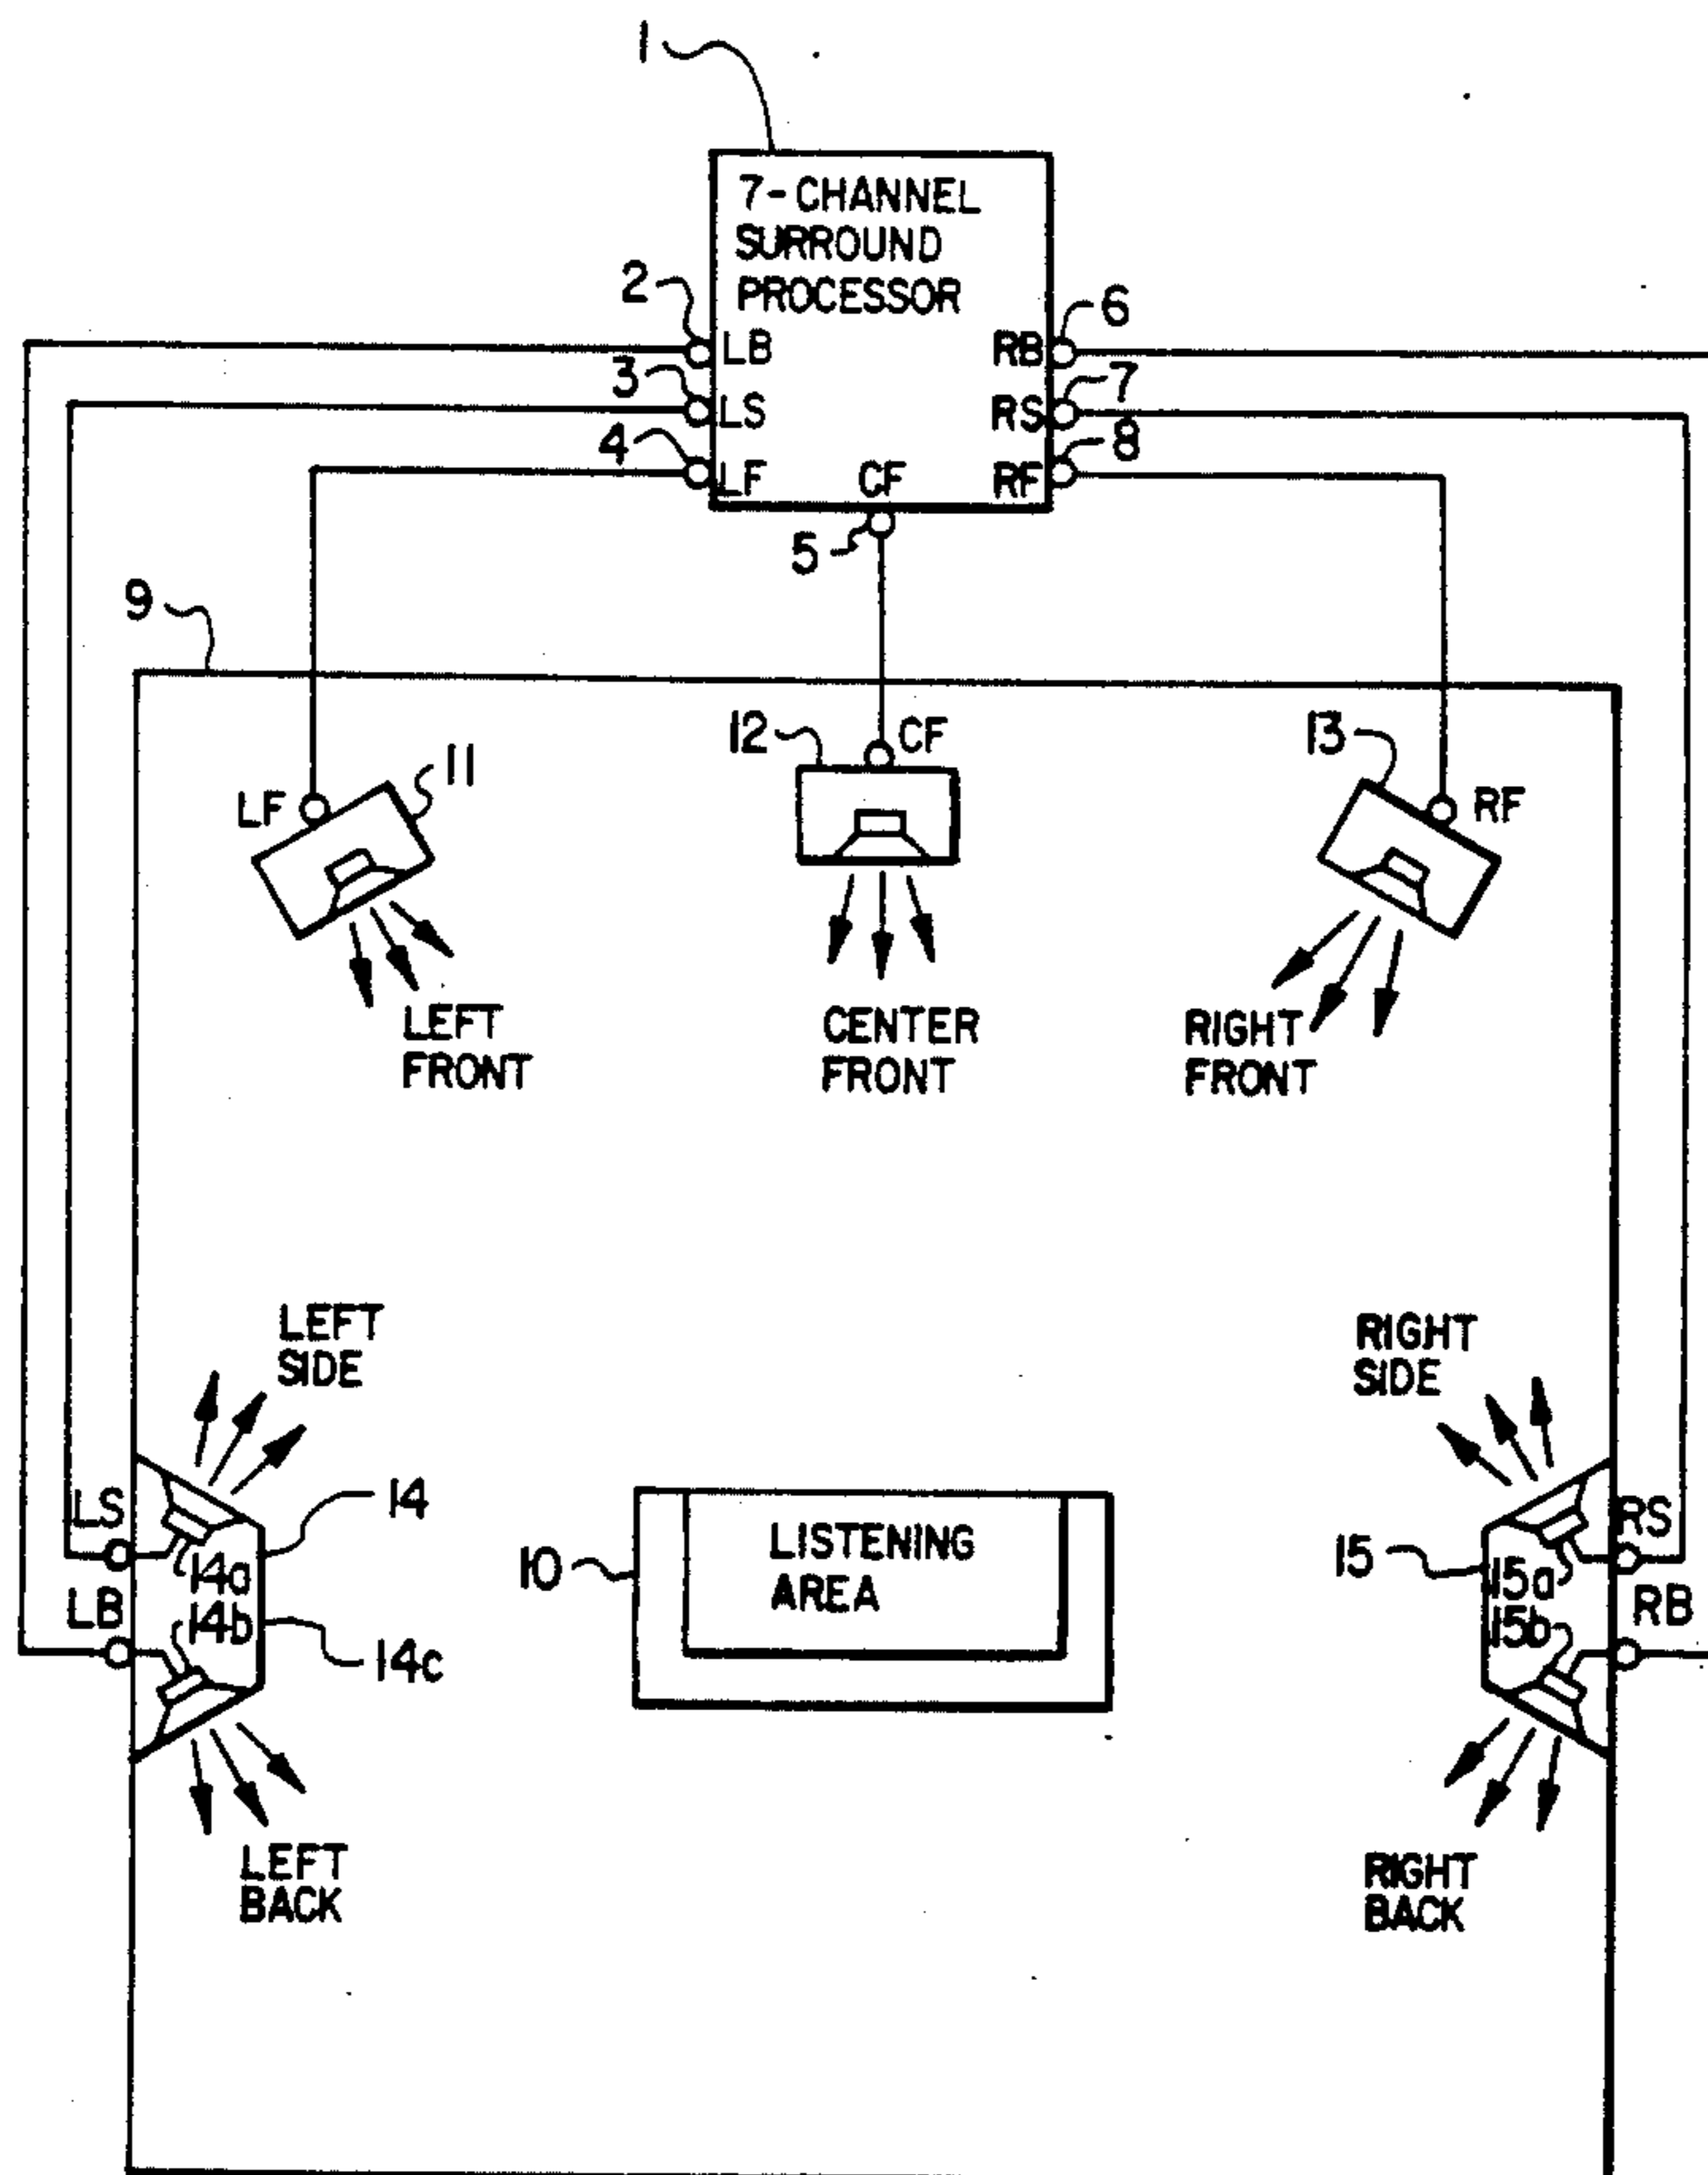 1
7-CHANNEL
SURROUND
PROCESSOR
2
LB
RB
6
3
LS
RS
7
4
LF
CF
RF
8
5
9
12
CF
13
11
LF
RF
LEFT
FRONT
CENTER
FRONT
RIGHT
FRONT
LEFT
SIDE
RIGHT
SIDE
LS
14
RS
14a
10
LISTENING
AREA
15
15a
LB
14b
14c
15b
RB
LEFT
BACK
RIGHT
BACK